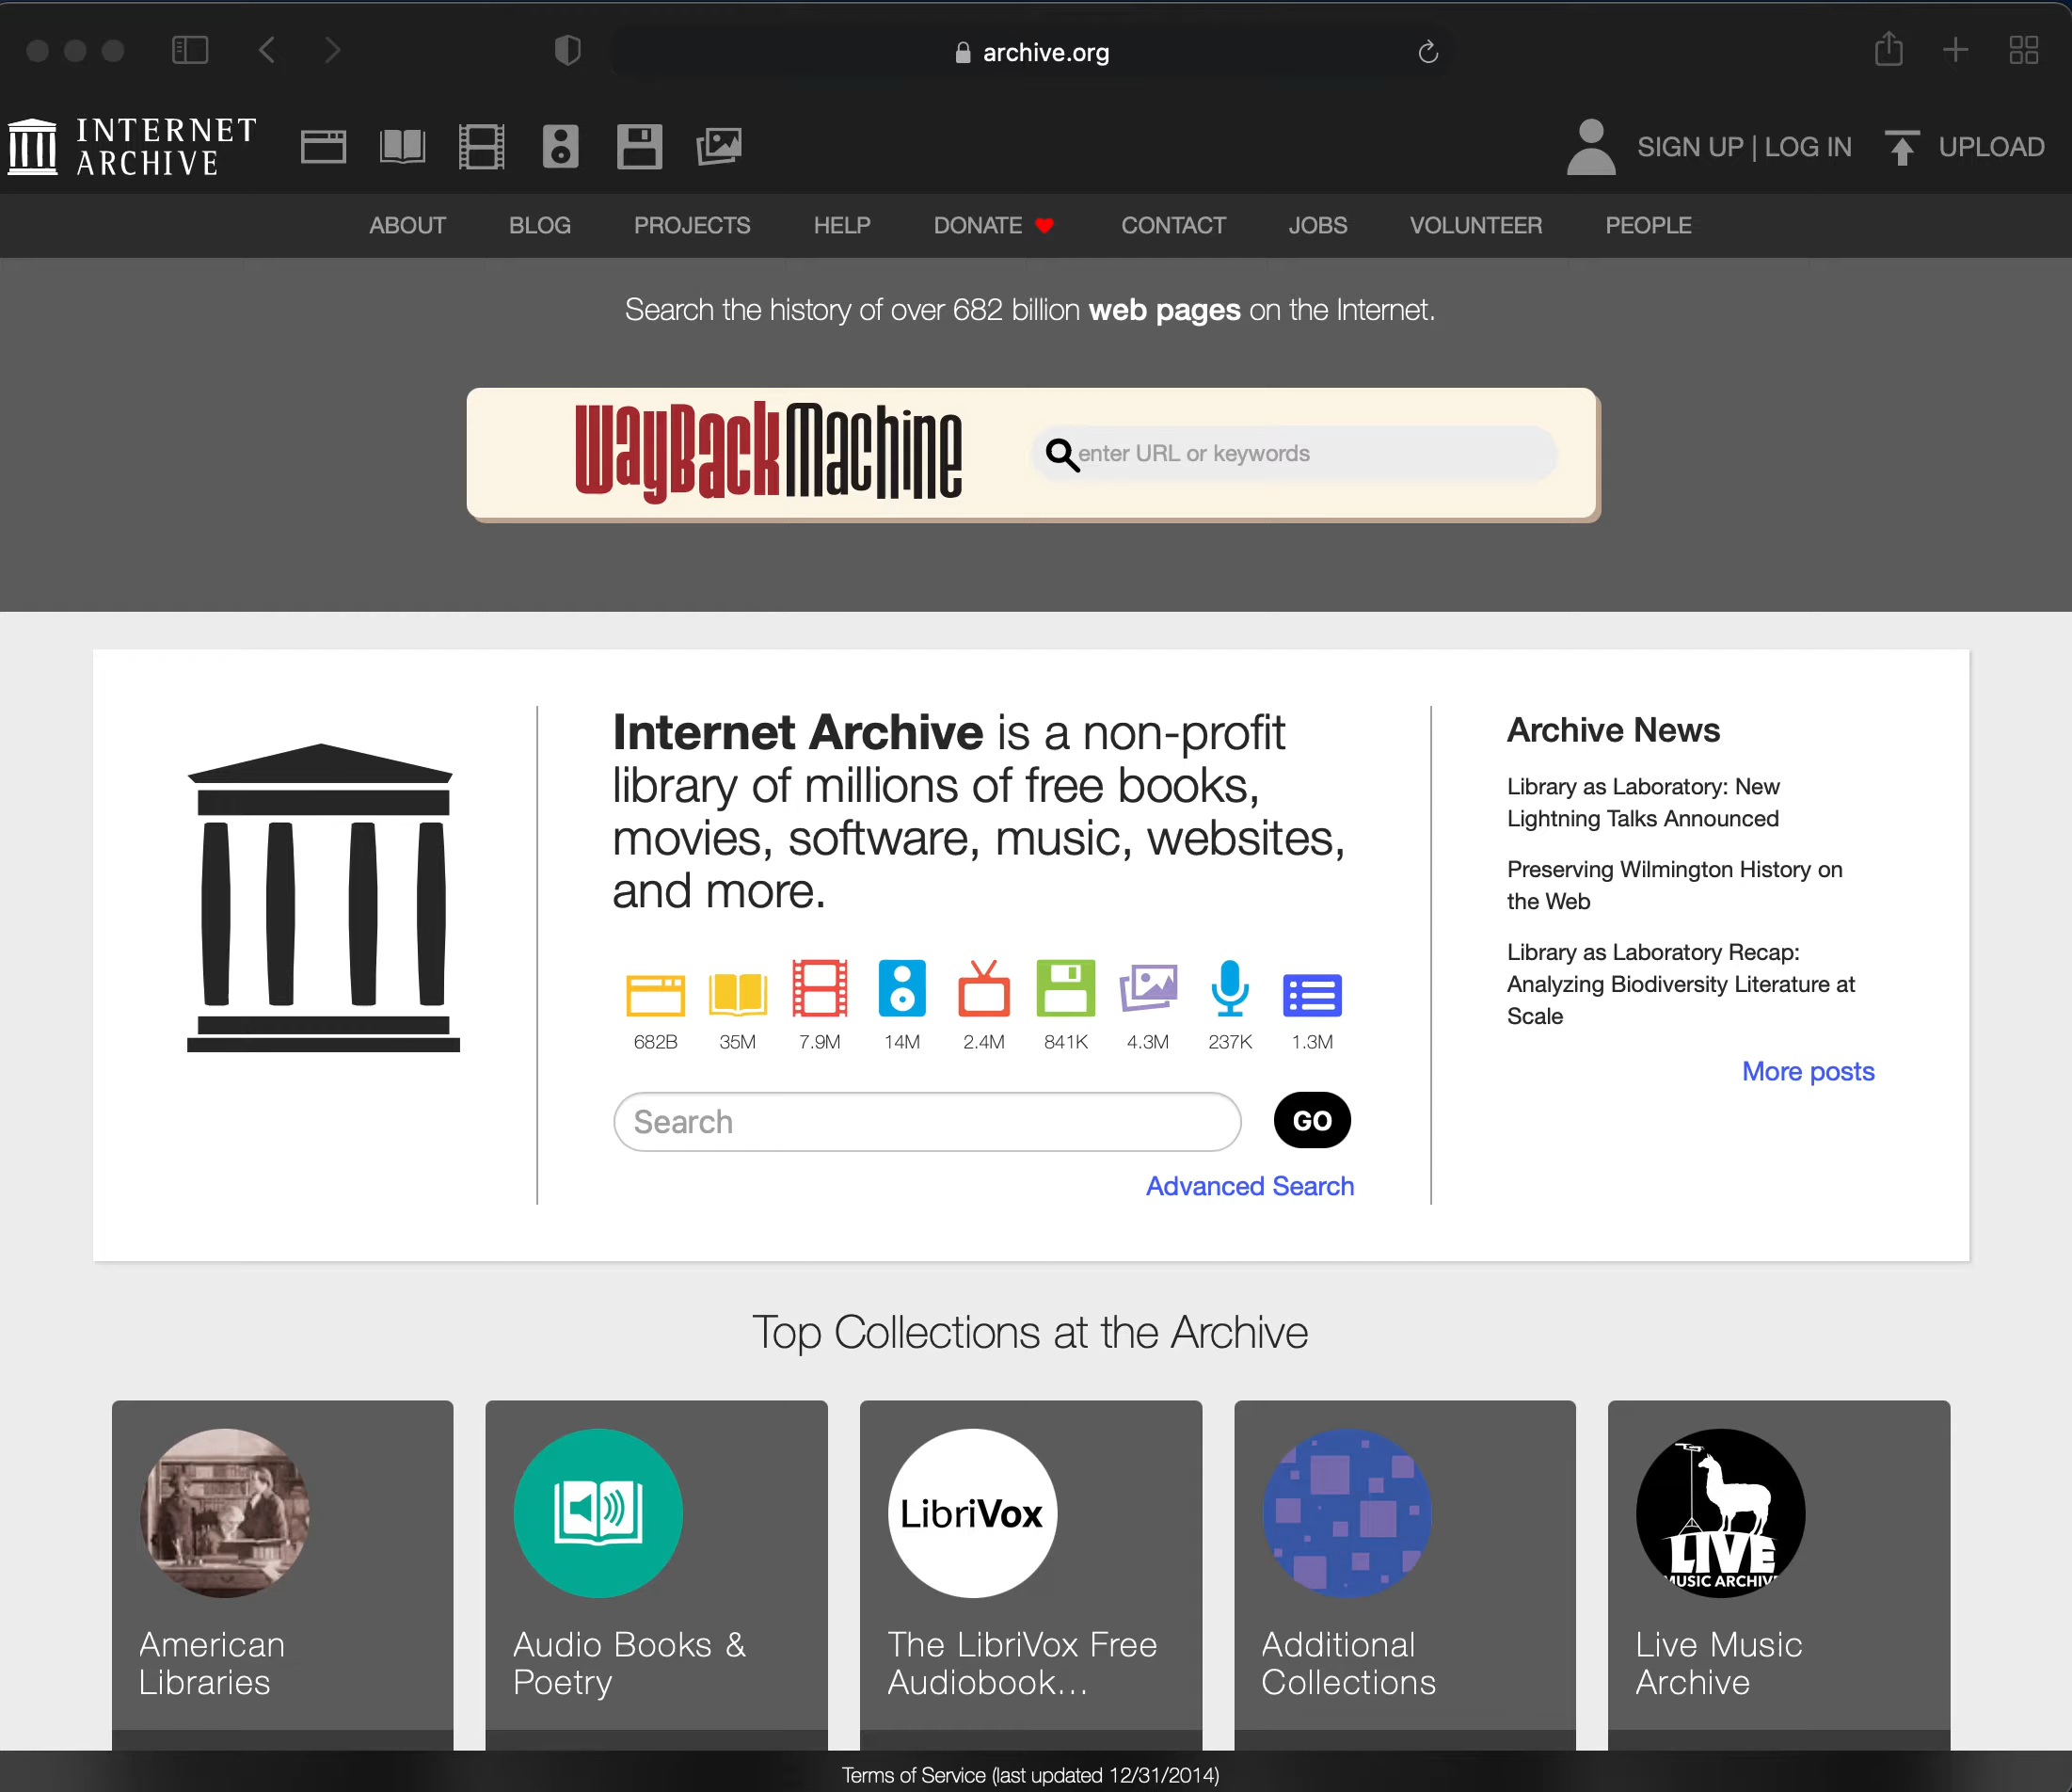 archive.org
INTERNET
ARCHIVE
SIGN UP | LOG IN
UPLOAD
ABOUT
BLOG
PROJECTS
HELP
DONATE
CONTACT
JOBS
VOLUNTEER
PEOPLE
Search the history of over 682 billion web pages on the Internet.
WayBackMachine
enter URL or keywords
Internet Archive is a non-profit
library of millions of free books,
movies, software, music, websites,
and more.
682B
35M
7.9M
14M
2.4M
841K
4.3M
237K
1.3M
Search
GO
Advanced Search
Archive News
Library as Laboratory: New
Lightning Talks Announced
Preserving Wilmington History on
the Web
Library as Laboratory Recap:
Analyzing Biodiversity Literature at
Scale
More posts
Top Collections at the Archive
American
Libraries
Audio Books &
Poetry
LibriVox
The LibriVox Free
Audiobook...
Additional
Collections
LIVE
MUSIC ARCHIVE
Live Music
Archive
Terms of Service (last updated 12/31/2014)